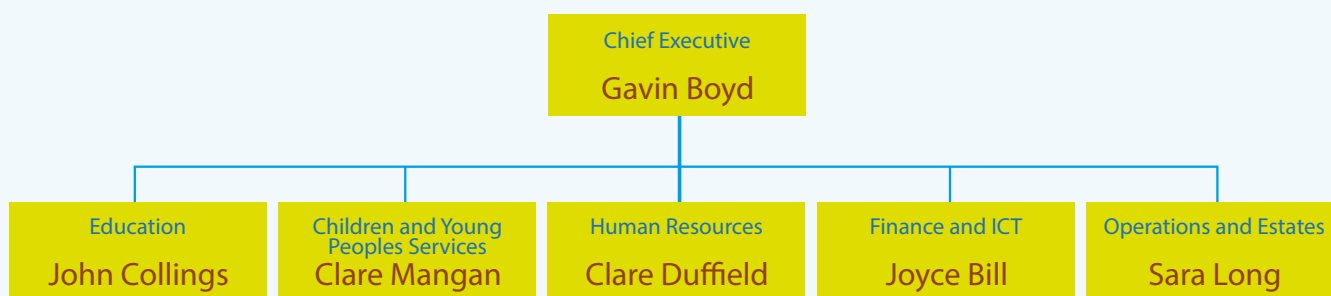 Chief Executive
Gavin Boyd
Education
John Collings
Children and Young
Peoples Services
Clare Mangan
Human Resources
Clare Duffield
Finance and ICT
Joyce Bill
Operations and Estates
Sara Long